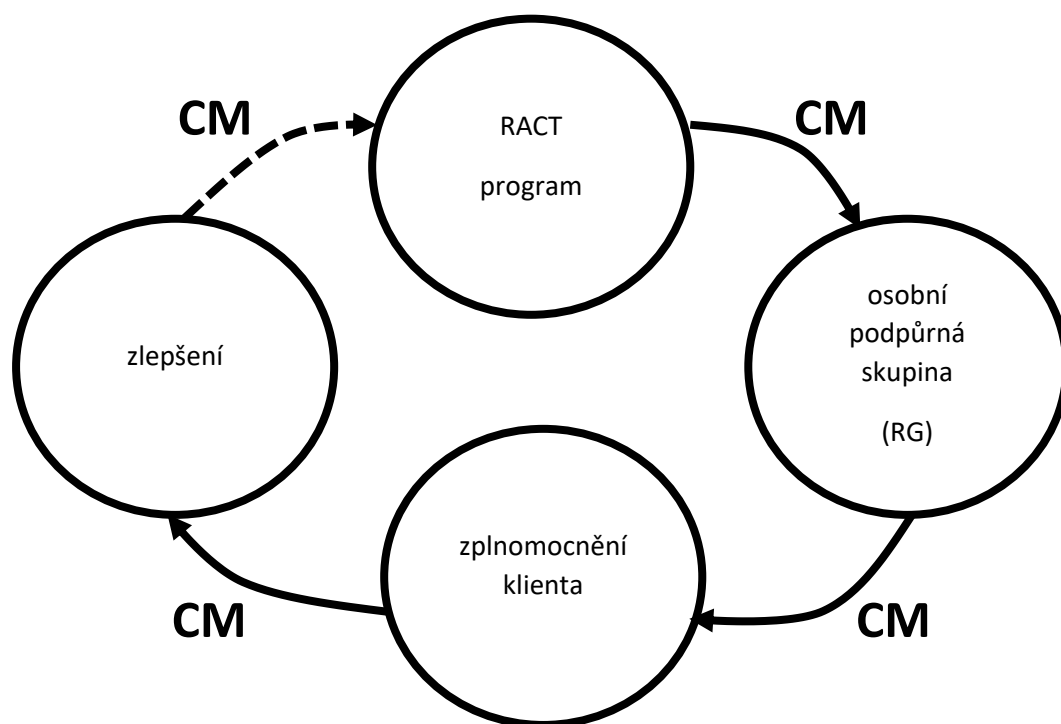 CM
RACT
program
CM
osobní
podpůrná
skupina
(RG)
zlepšení
zplnomocnění
klienta
CM
CM